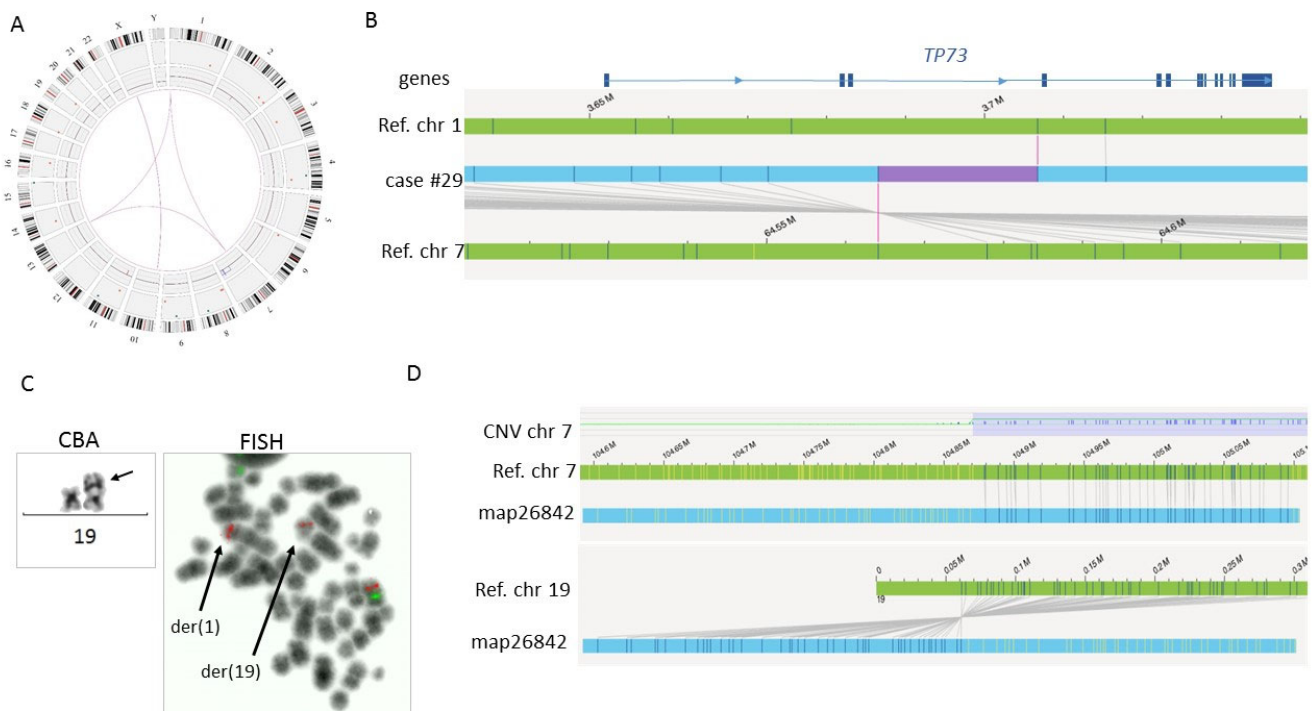 A
X
Y
1
2
3
4
5
6
7
8
9
10
11
12
13
14
15
16
17
18
19
20
21
22
B
TP73
genes
3.65 M
3.7 M
Ref. chr 1
case #29
64.55 M
64.6 M
Ref. chr 7
C
CBA
FISH
19
der(1)
der(19)
D
CNV chr 7
104.6 M
104.65 M
104.7 M
104.75 M
104.8 M
104.85 M
104.9 M
104.95 M
105 M
105.05 M
Ref. chr 7
map26842
0
0.05 M
0.1 M
0.15 M
0.2 M
0.25 M
0.3 M
Ref. chr 19
19
map26842